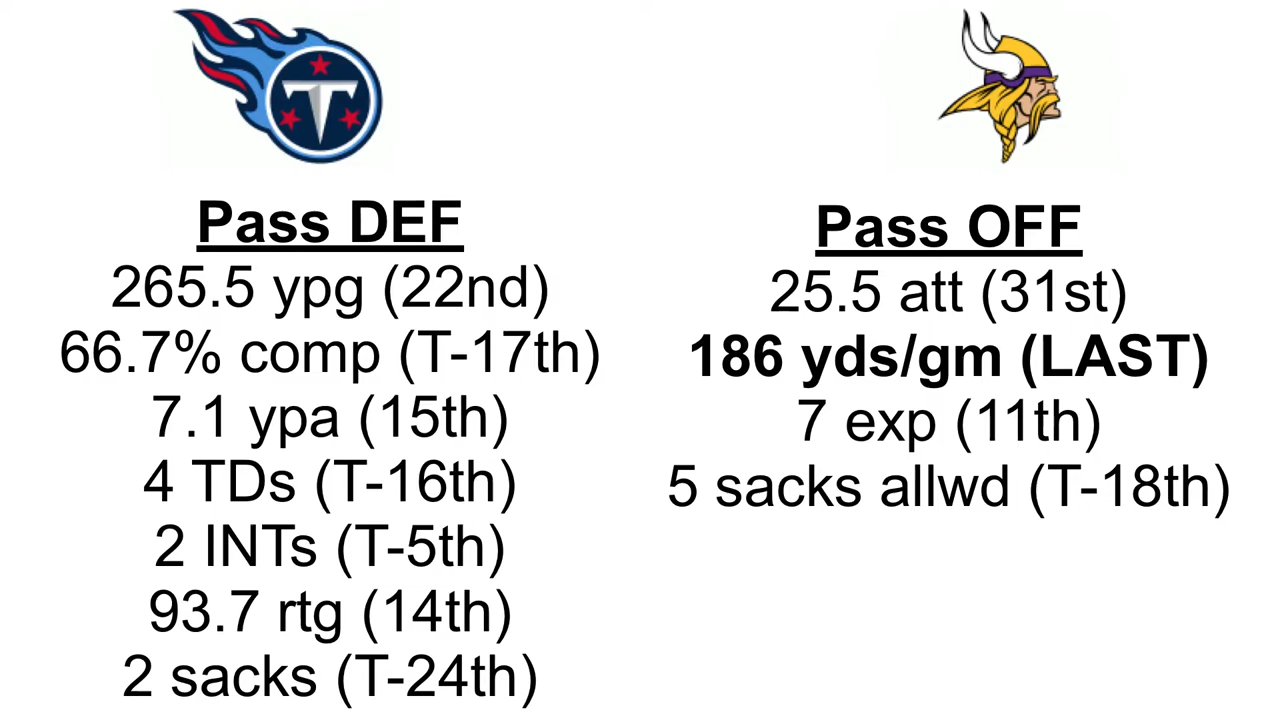 T
Pass DEF
265.5 ypg (22nd)
66.7% comp (T-17th)
7.1 ypa (15th)
4 TDs (T-16th)
2 INTs (T-5th)
93.7 rtg (14th)
2 sacks (T-24th)
Pass OFF
25.5 att (31st)
186 yds/gm (LAST)
7 exp (11th)
5 sacks allwd (T-18th)